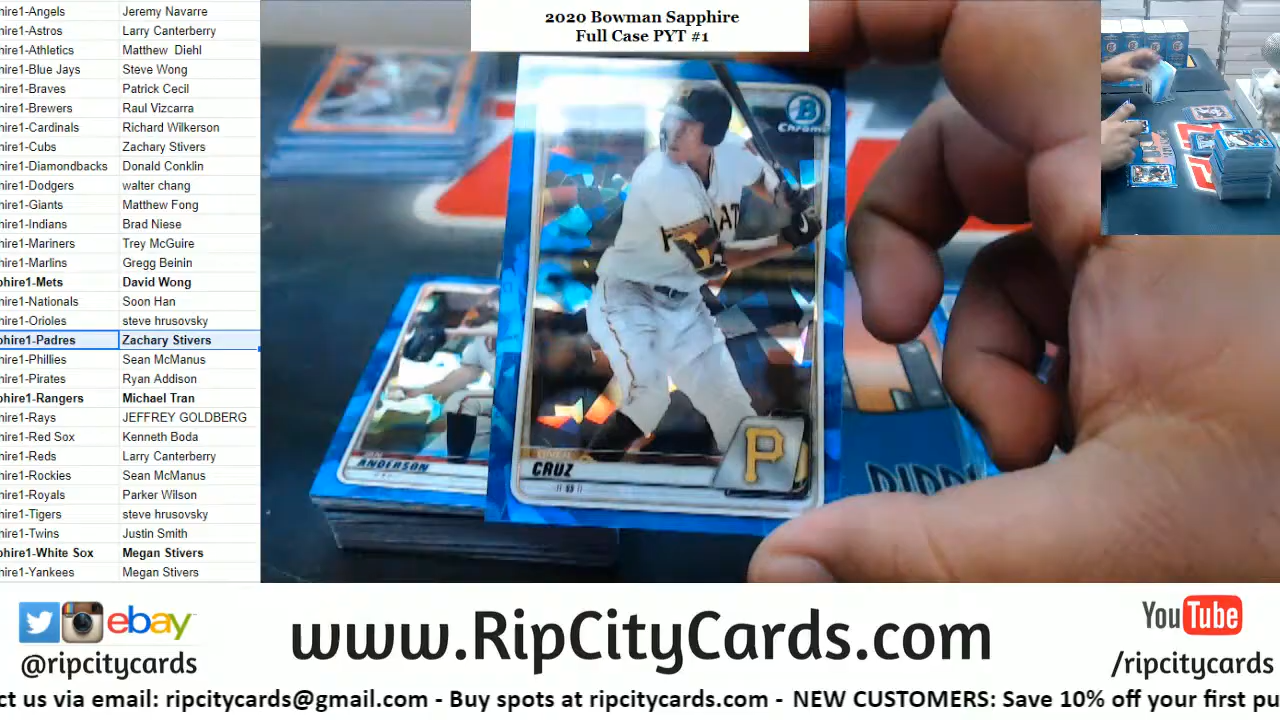 2020 Bowman Sapphire
Full Case PYT #1
hire1-Angels Jeremy Navarre
hire1-Astros Larry Canterberry
hire1-Athletics Matthew Diehl
hire1-Blue Jays Steve Wong
hire1-Braves Patrick Cecil
hire1-Brewers Raul Vizcarra
hire1-Cardinals Richard Wilkerson
hire1-Cubs Zachary Stivers
hire1-Diamondbacks Donald Conklin
hire1-Dodgers walter chang
hire1-Giants Matthew Fong
hire1-Indians Brad Niese
hire1-Mariners Trey McGuire
hire1-Marlins Gregg Beinin
phire1-Mets David Wong
hire1-Nationals Soon Han
hire1-Orioles steve hrusovsky
phire1-Padres Zachary Stivers
hire1-Phillies Sean McManus
hire1-Pirates Ryan Addison
phire1-Rangers Michael Tran
hire1-Rays JEFFREY GOLDBERG
hire1-Red Sox Kenneth Boda
hire1-Reds Larry Canterberry
hire1-Rockies Sean McManus
hire1-Royals Parker Wilson
hire1-Tigers steve hrusovsky
hire1-Twins Justin Smith
phire1-White Sox Megan Stivers
hire1-Yankees Megan Stivers
B
Chrome
P
ONEIL
CRUZ
ANDERSON
ebay
@ripcitycards
www.RipCityCards.com
YouTube
/ripcitycards
ct us via email: ripcitycards@gmail.com - Buy spots at ripcitycards.com - NEW CUSTOMERS: Save 10% off your first pu